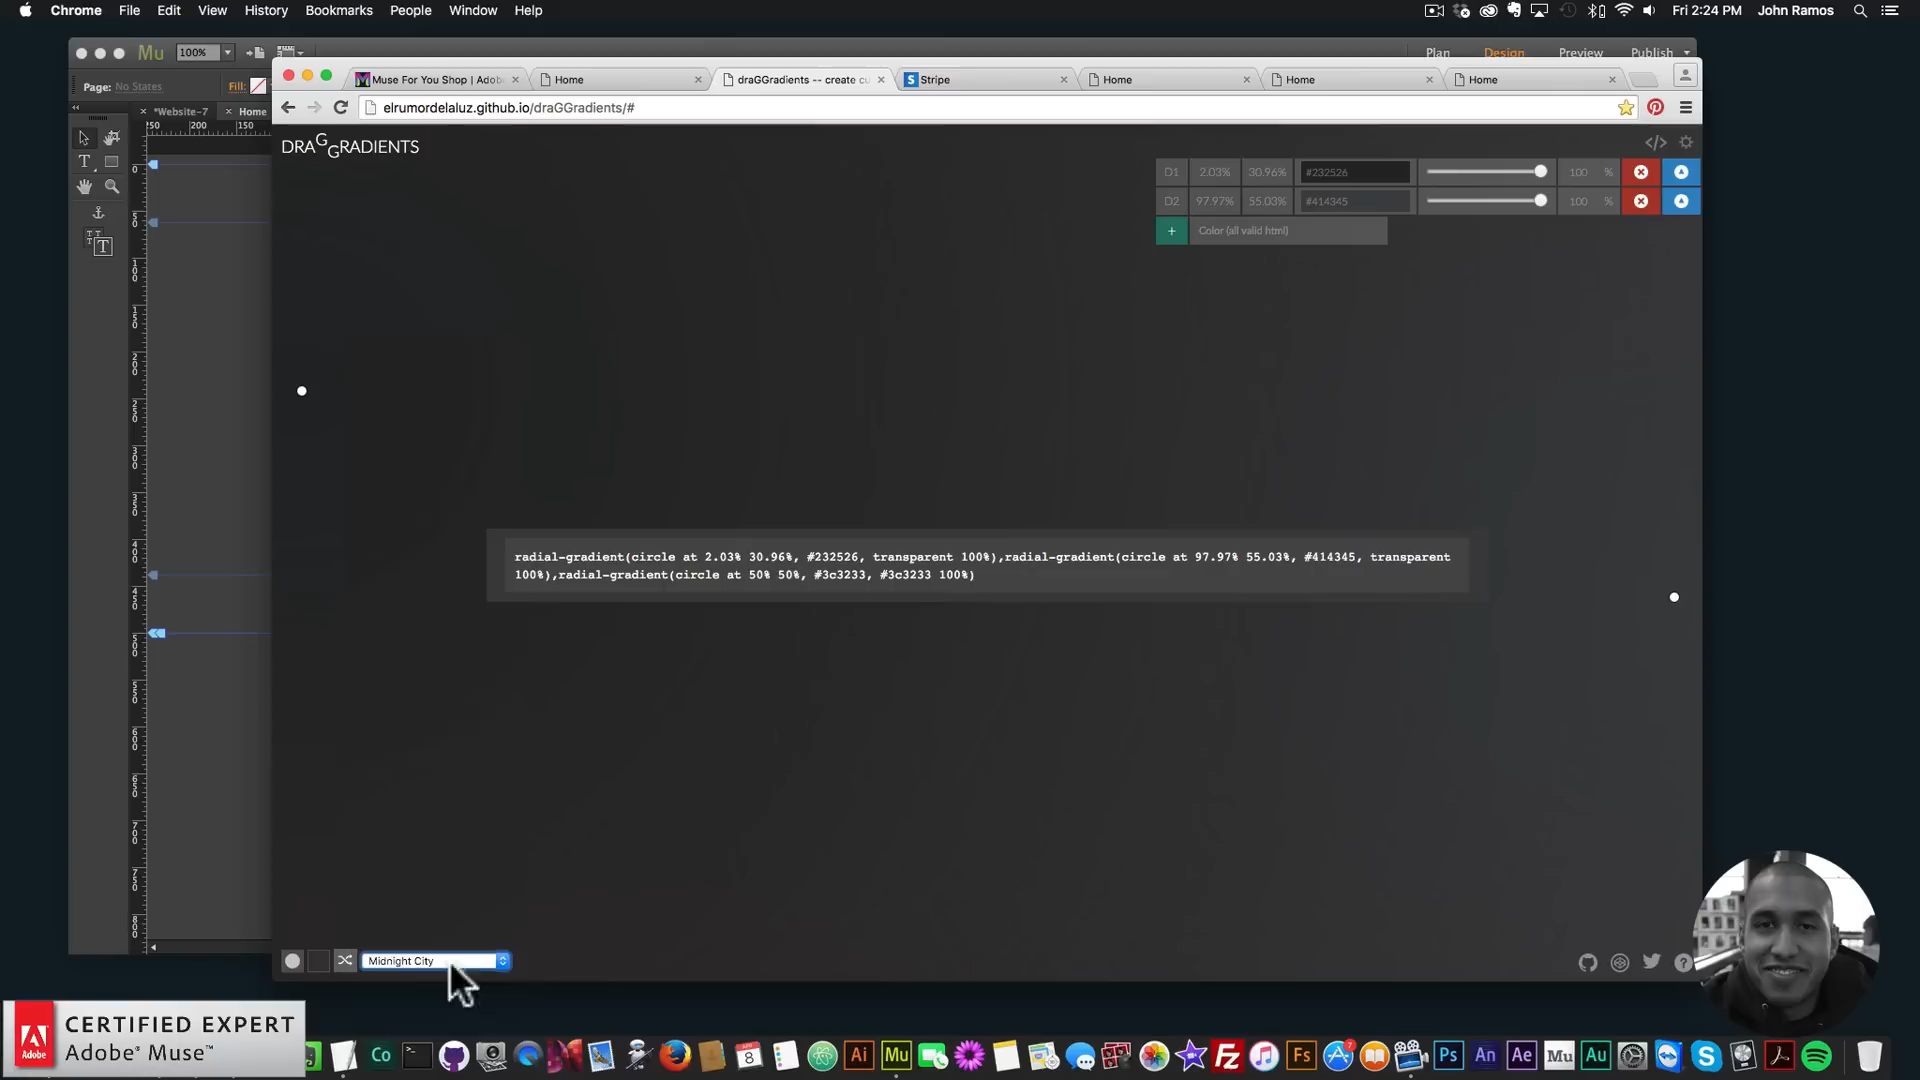 Chrome File Edit View History Bookmarks People Window Help
Fri 2:24 PM John Ramos
Mu 100%
Plan Design Preview Publish
Page: No States Fill:
Muse For You Shop | Adob
Home
draGGradients -- create cu
Stripe
Home
Home
Home
elrumordelaluz.github.io/draGGradients/#
*Website-7 Home
DRAGGRADIENTS
D1 2.03% 30.96% #232526 100 %
D2 97.97% 55.03% #414345 100 %
+ Color (all valid html)
radial-gradient(circle at 2.03% 30.96%, #232526, transparent 100%),radial-gradient(circle at 97.97% 55.03%, #414345, transparent
100%),radial-gradient(circle at 50% 50%, #3c3233, #3c3233 100%)
Midnight City
CERTIFIED EXPERT
Adobe® Muse™
Adobe